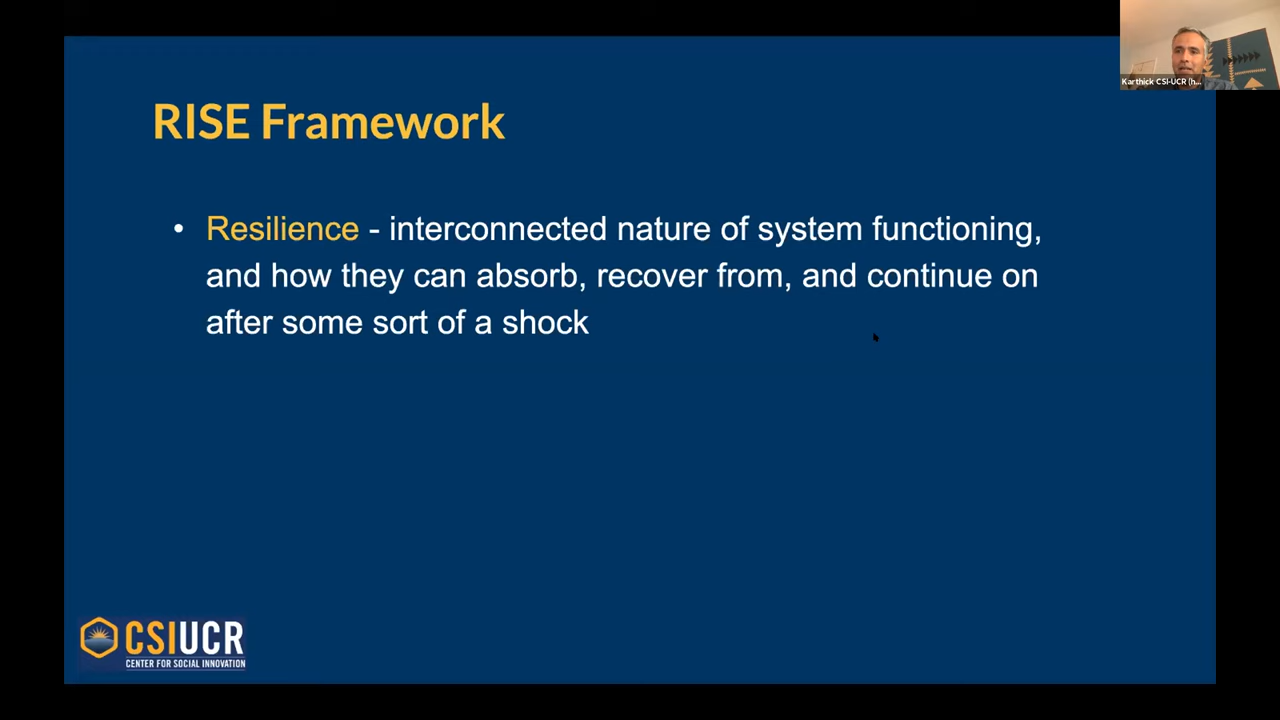 Karthick CSI-UCR (h...
RISE Framework
• Resilience - interconnected nature of system functioning,
and how they can absorb, recover from, and continue on
after some sort of a shock
CSIUCR
CENTER FOR SOCIAL INNOVATION